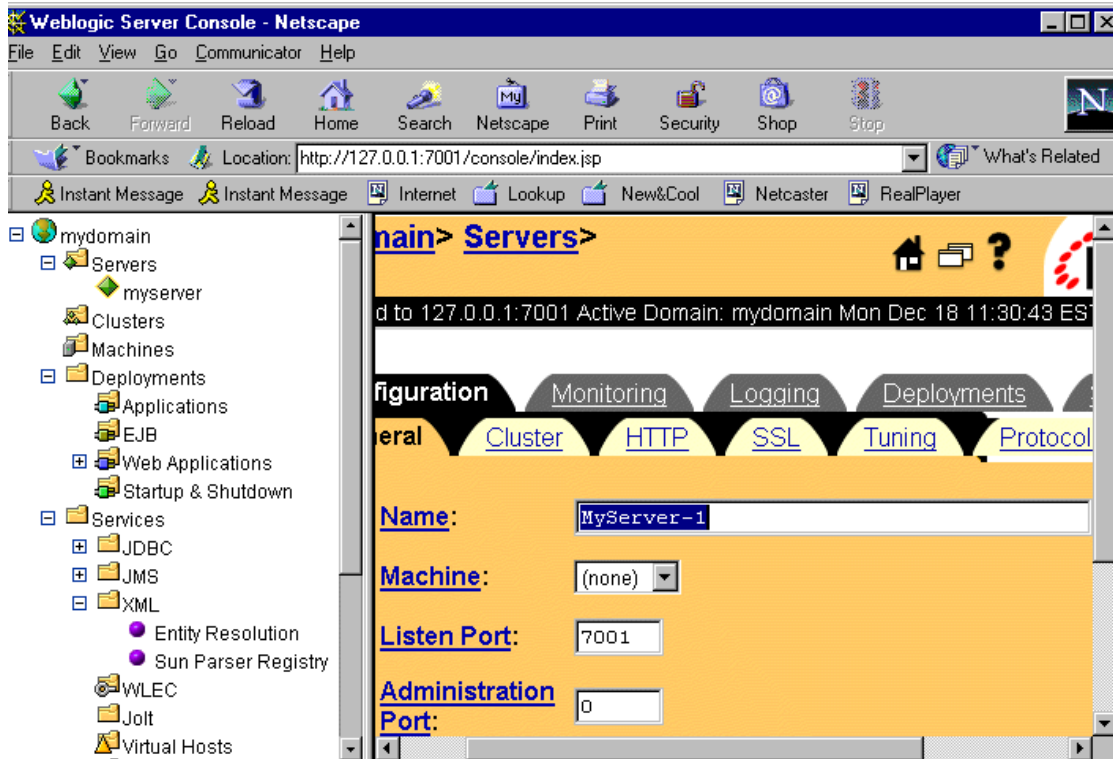 Weblogic Server Console - Netscape
File Edit View Go Communicator Help
Back Forward Reload Home Search My Netscape Print Security Shop Stop N
Bookmarks Location: http://127.0.0.1:7001/console/index.jsp What's Related
Instant Message Instant Message Internet Lookup New&Cool Netcaster RealPlayer
mydomain
Servers
myserver
Clusters
Machines
Deployments
Applications
EJB
Web Applications
Startup & Shutdown
Services
JDBC
JMS
XML
Entity Resolution
Sun Parser Registry
WLEC
Jolt
Virtual Hosts
main> Servers>
d to 127.0.0.1:7001 Active Domain: mydomain Mon Dec 18 11:30:43 EST
figuration Monitoring Logging Deployments
eral Cluster HTTP SSL Tuning Protocol
Name: MyServer-1
Machine: (none)
Listen Port: 7001
Administration
Port: 0